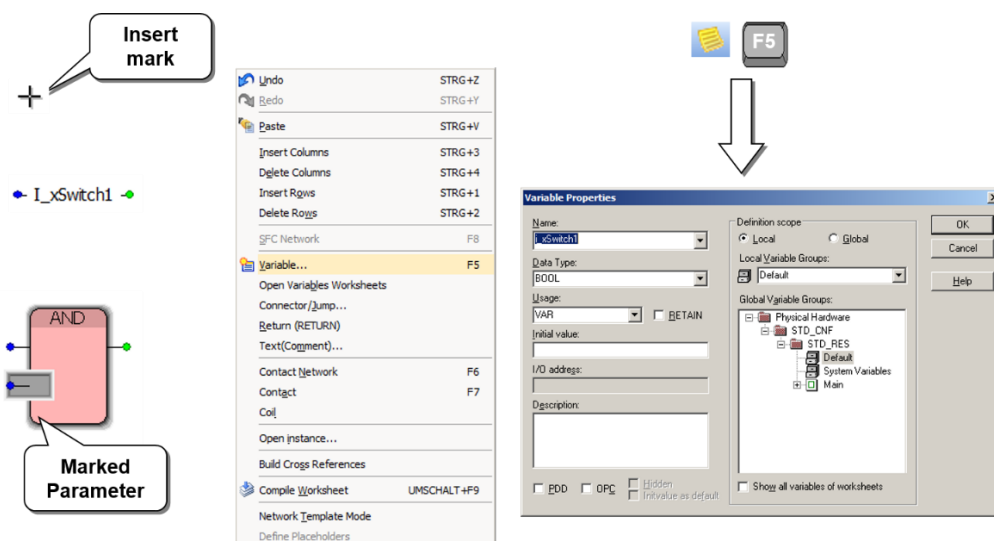 Insert
mark
I_xSwitch1
AND
Marked
Parameter
Undo STRG+Z
Redo STRG+Y
Paste STRG+V
Insert Columns STRG+3
Delete Columns STRG+4
Insert Rows STRG+1
Delete Rows STRG+2
SFC Network F8
Variable... F5
Open Variables Worksheets
Connector/Jump...
Return (RETURN)
Text(Comment)...
Contact Network F6
Contact F7
Coil
Open instance...
Build Cross References
Compile Worksheet UMSCHALT+F9
Network Template Mode
Define Placeholders
F5
Variable Properties
Name:
I_xSwitch1
Data Type:
BOOL
Usage:
VAR RETAIN
Initial value:
I/O address:
Description:
PDD OPC Hidden
Initvalue as default
Definition scope
Local Global
Local Variable Groups:
Default
Global Variable Groups:
Physical Hardware
STD_CNF
STD_RES
Default
System Variables
Main
Show all variables of worksheets
OK
Cancel
Help